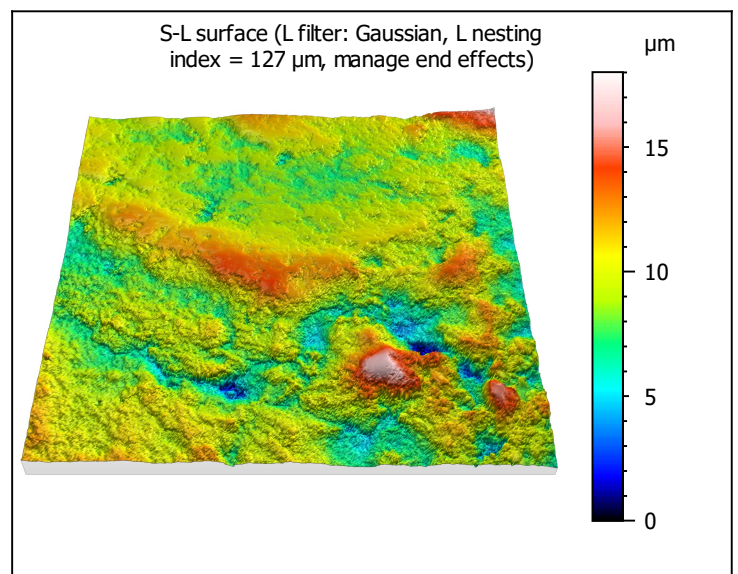 S-L surface (L filter: Gaussian, L nesting
index = 127 µm, manage end effects)
µm
15
10
5
0